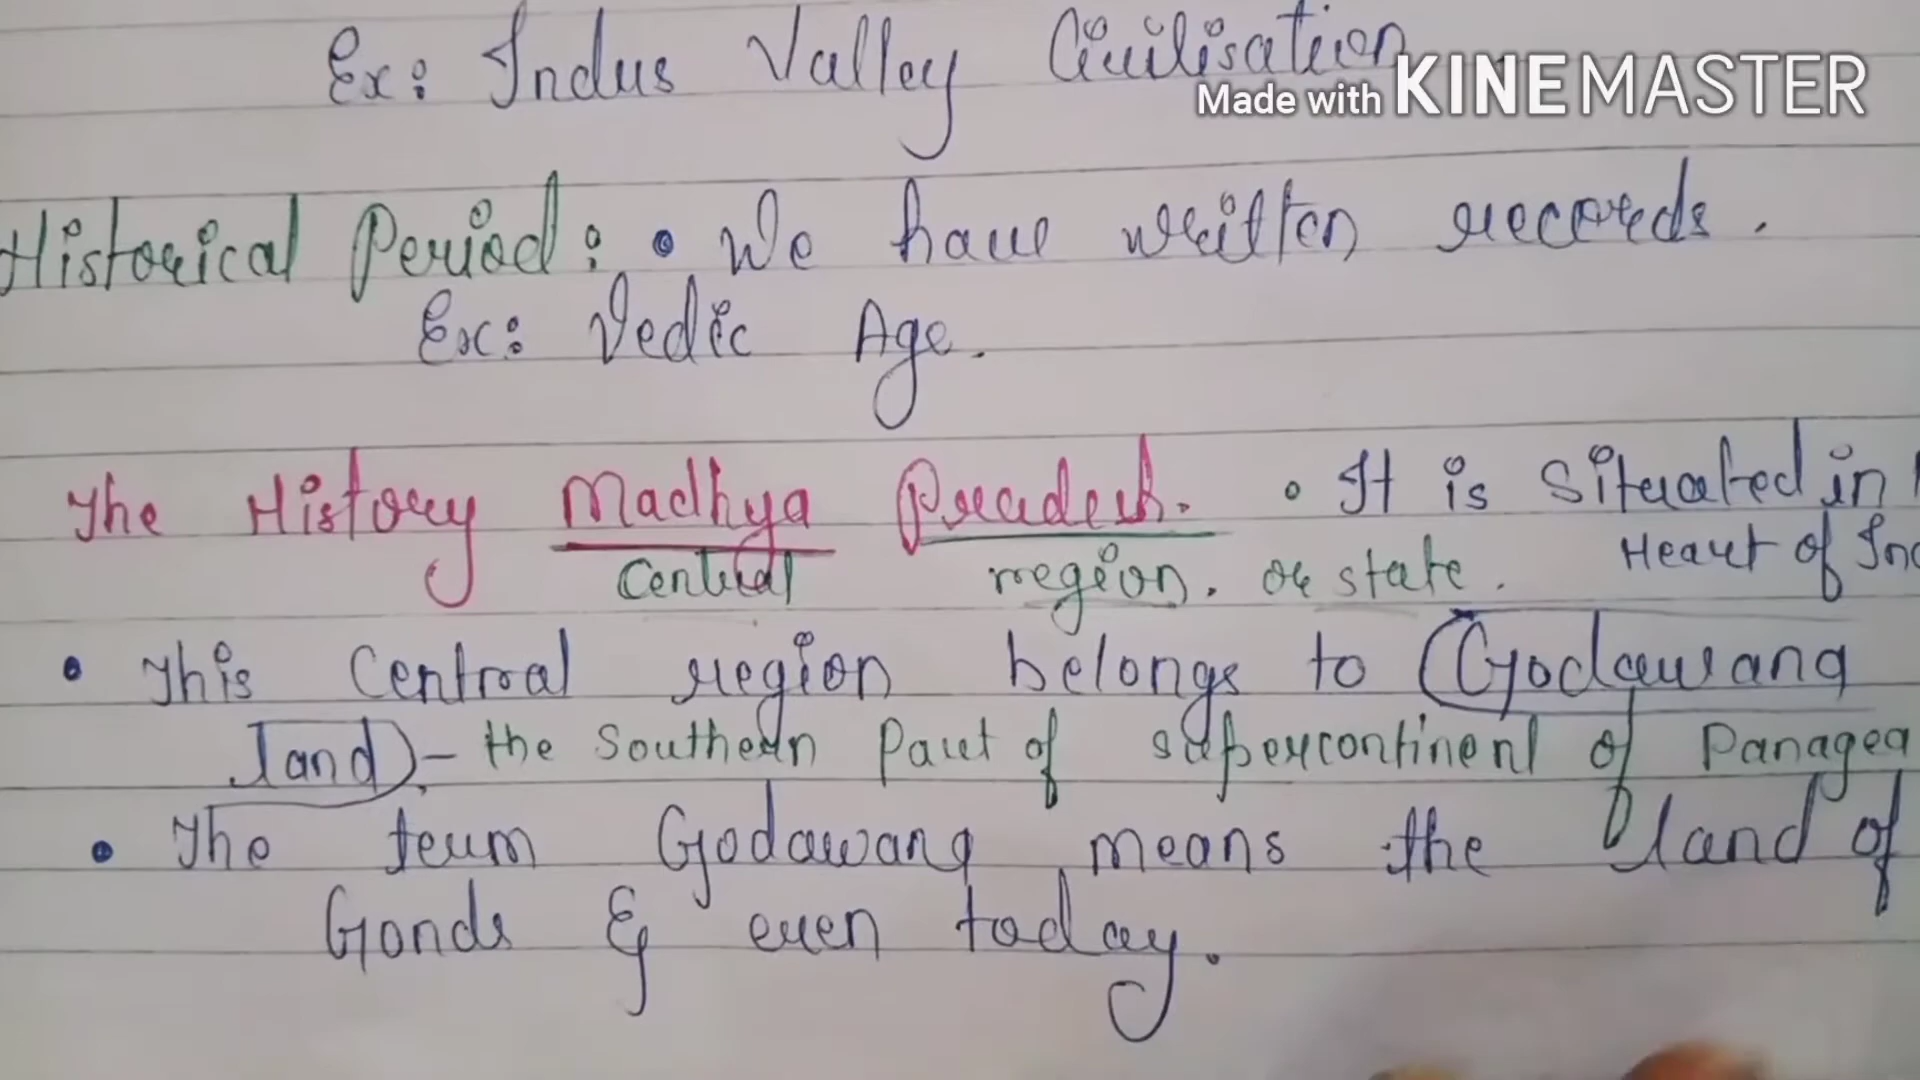 Ex: Indus Valley Civilisation
Made with KINEMASTER
Historical Period: • We have written records.
Ex: Vedic Age.
The History Madhya Pradesh. • It is Situated in
Central region. or state. Heart of Ind
• This Central region belongs to Godawang
land - the Southern Part of supercontinent of Panagea
• The term Godawang means the land of
Gonds & even today.